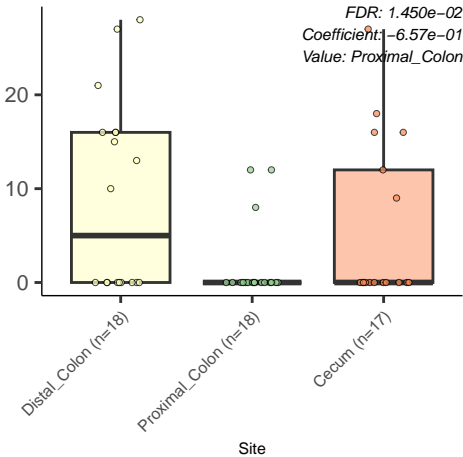 FDR: 1.450e−02
Coefficient: −6.57e−01
Value: Proximal_Colon
20
10
0
Distal_Colon (n=18)
Proximal_Colon (n=18)
Cecum (n=17)
Site